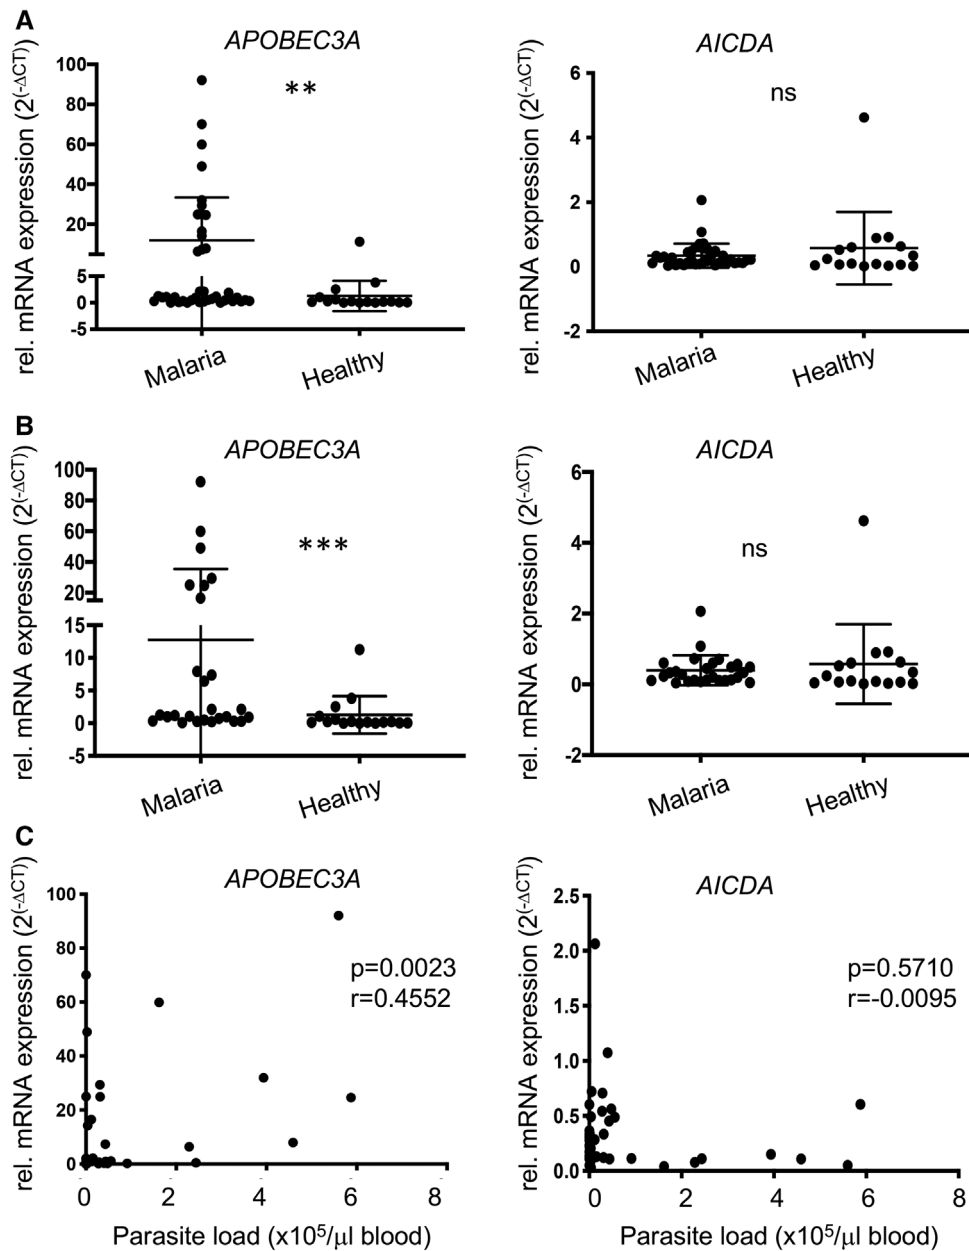 A
APOBEC3A
AICDA
rel. mRNA expression (2(-ΔCT))
100
80
60
40
20
5
0
-5
**
Malaria
Healthy
rel. mRNA expression (2(-ΔCT))
6
4
2
0
-2
ns
Malaria
Healthy
B
APOBEC3A
AICDA
rel. mRNA expression (2(-ΔCT))
100
80
60
40
20
15
10
5
0
-5
***
Malaria
Healthy
rel. mRNA expression (2(-ΔCT))
6
4
2
0
-2
ns
Malaria
Healthy
C
APOBEC3A
AICDA
rel. mRNA expression (2(-ΔCT))
100
80
60
40
20
0
p=0.0023
r=0.4552
0 2 4 6 8
Parasite load (x10⁵/µl blood)
rel. mRNA expression (2(-ΔCT))
2.5
2.0
1.5
1.0
0.5
0.0
p=0.5710
r=-0.0095
0 2 4 6 8
Parasite load (x10⁵/µl blood)